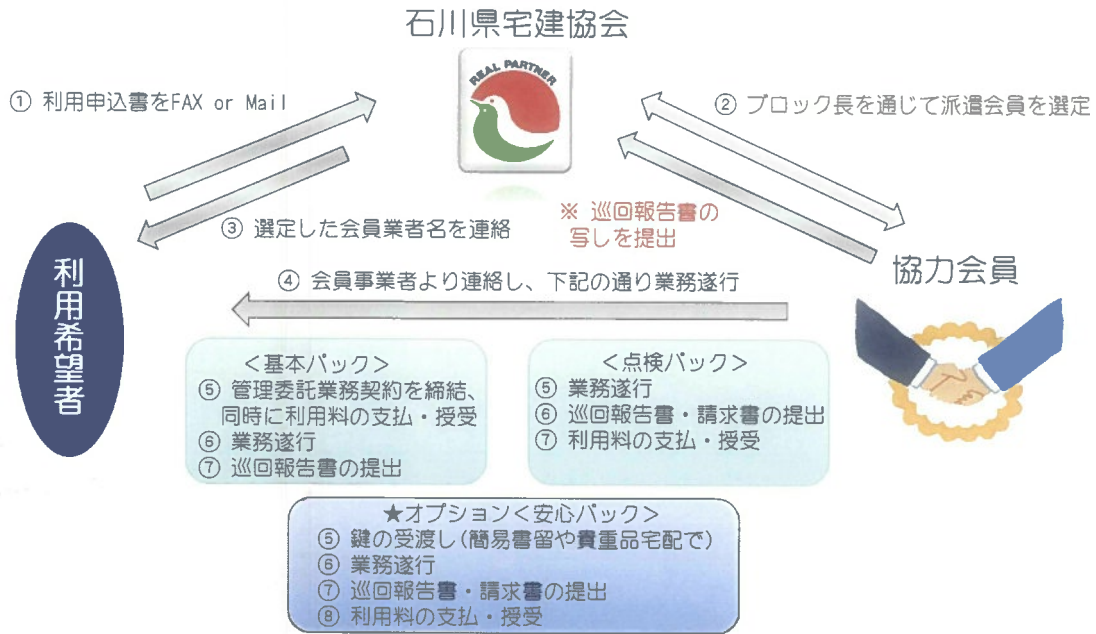 石川県宅建協会
REAL PARTNER
① 利用申込書をFAX or Mail
② ブロック長を通じて派遣会員を選定
③ 選定した会員業者名を連絡
※ 巡回報告書の
写しを提出
利用希望者
協力会員
④ 会員事業者より連絡し、下記の通り業務遂行
<基本パック>
⑤ 管理委託業務契約を締結、
同時に利用料の支払・授受
⑥ 業務遂行
⑦ 巡回報告書の提出
<点検パック>
⑤ 業務遂行
⑥ 巡回報告書・請求書の提出
⑦ 利用料の支払・授受
★オプション<安心パック>
⑤ 鍵の受渡し(簡易書留や貴重品宅配で)
⑥ 業務遂行
⑦ 巡回報告書・請求書の提出
⑧ 利用料の支払・授受